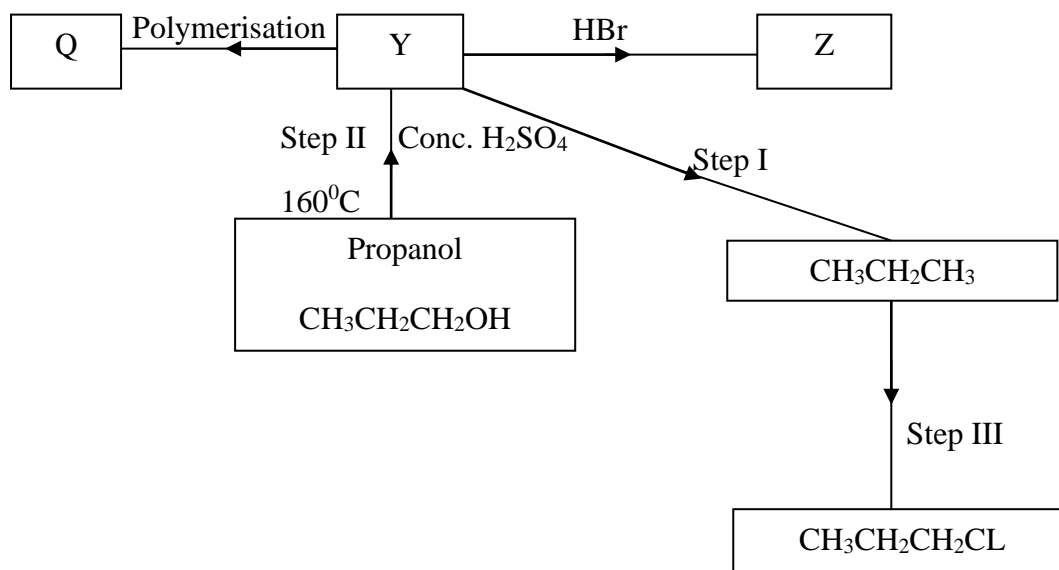 Polymerisation
HBr
Q
Y
Z
Step II
Conc. H₂SO₄
Step I
160⁰C
Propanol
CH₃CH₂CH₂OH
CH₃CH₂CH₃
Step III
CH₃CH₂CH₂CL